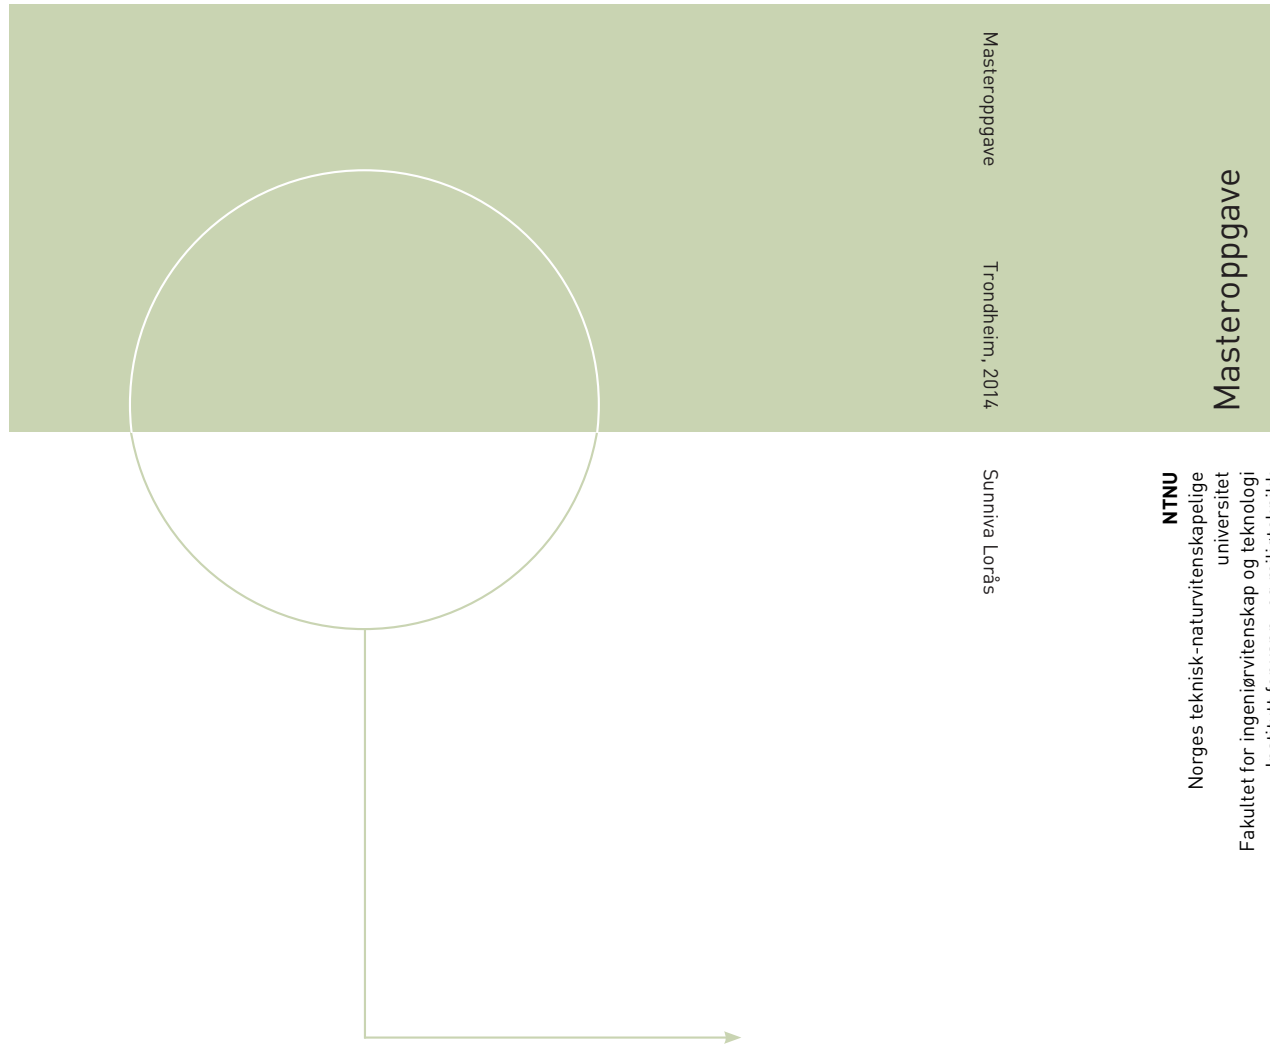 Masteroppgave
Trondheim, 2014
Sunniva Lorås
Masteroppgave
NTNU
Norges teknisk-naturvitenskapelige
universitet
Fakultet for ingeniørvitenskap og teknologi